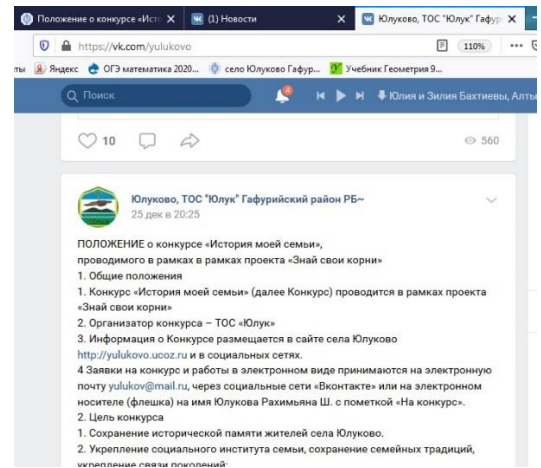 Положение о конкурсе «Исто
(1) Новости
Юлуково, ТОС "Юлук" Гафур
https://vk.com/yulukovo
110%
ты
Яндекс
ОГЭ математика 2020...
село Юлуково Гафур...
Учебник Геометрия 9...
Поиск
4
Юлия и Зилия Бахтиевы, Алты
10
560
Юлуково, ТОС "Юлук" Гафурийский район РБ~
25 дек в 20:25
ПОЛОЖЕНИЕ о конкурсе «История моей семьи»,
проводимого в рамках в рамках проекта «Знай свои корни»
1. Общие положения
1. Конкурс «История моей семьи» (далее Конкурс) проводится в рамках проекта
«Знай свои корни»
2. Организатор конкурса – ТОС «Юлук»
3. Информация о Конкурсе размещается в сайте села Юлуково
http://yulukovo.ucoz.ru и в социальных сетях.
4 Заявки на конкурс и работы в электронном виде принимаются на электронную
почту yulukov@mail.ru, через социальные сети «Вконтакте» или на электронном
носителе (флешка) на имя Юлукова Рахимьяна Ш. с пометкой «На конкурс».
2. Цель конкурса
1. Сохранение исторической памяти жителей села Юлуково.
2. Укрепление социального института семьи, сохранение семейных традиций,
укрепление связи поколений;